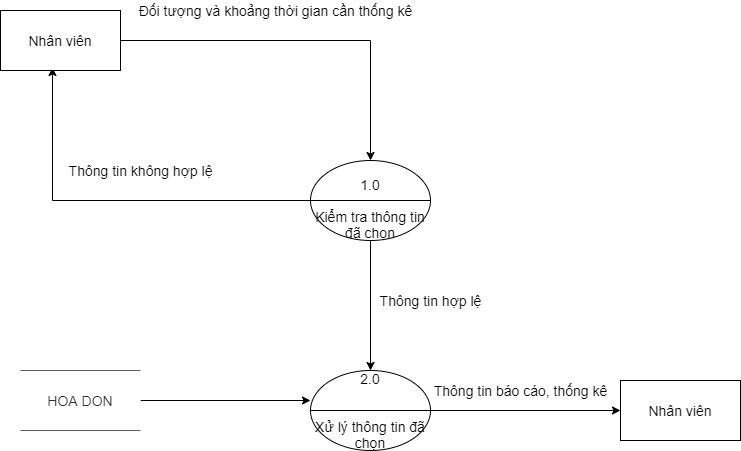 Đối tượng và khoảng thời gian cần thống kê
Nhân viên
Thông tin không hợp lệ
1.0
Kiểm tra thông tin
đã chọn
Thông tin hợp lệ
2.0
Thông tin báo cáo, thống kê
HOA DON
Nhân viên
Xử lý thông tin đã
chọn